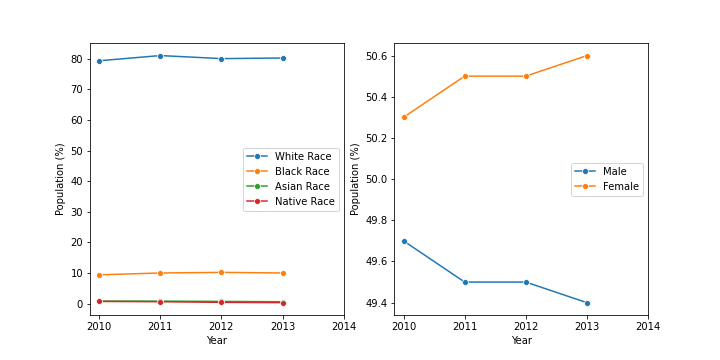 80
70
60
50
40
30
20
10
0
Population (%)
2010 2011 2012 2013 2014
Year
White Race
Black Race
Asian Race
Native Race
50.6
50.4
50.2
50.0
49.8
49.6
49.4
Population (%)
2010 2011 2012 2013 2014
Year
Male
Female